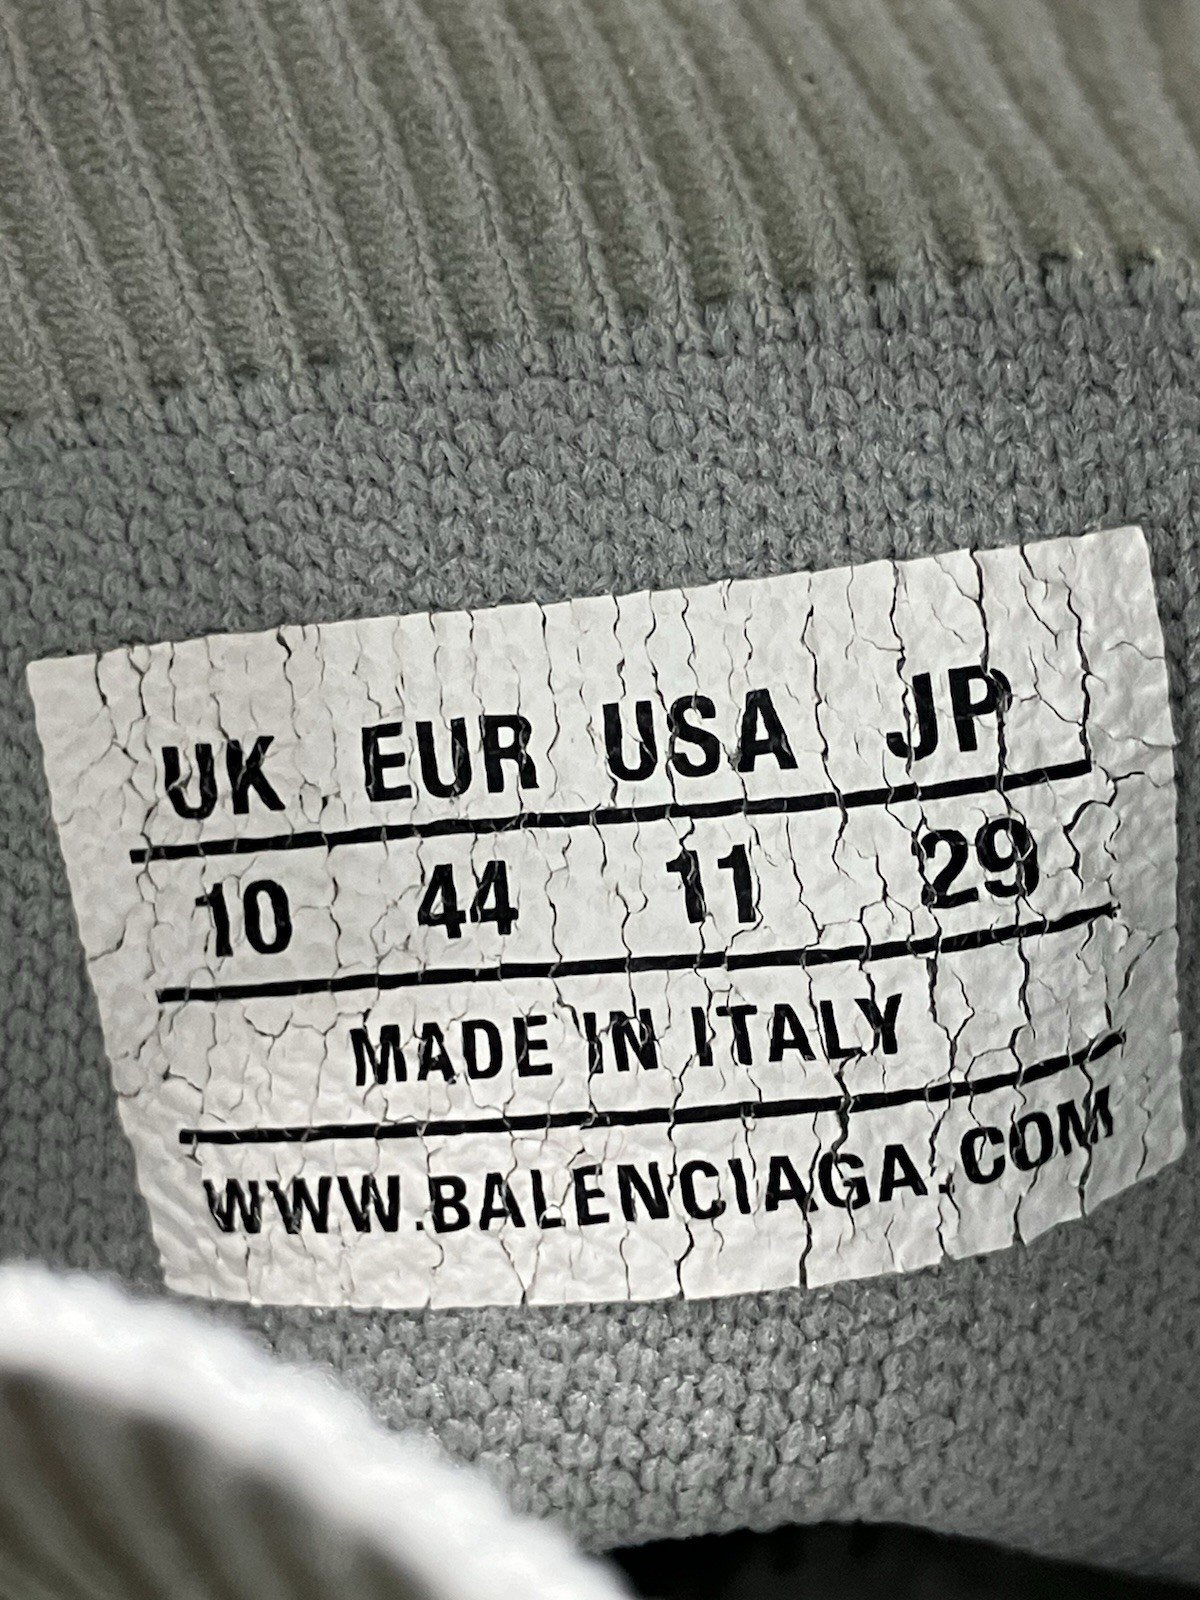 UK EUR USA JP
10 44 11 29
MADE IN ITALY
WWW.BALENCIAGA.COM